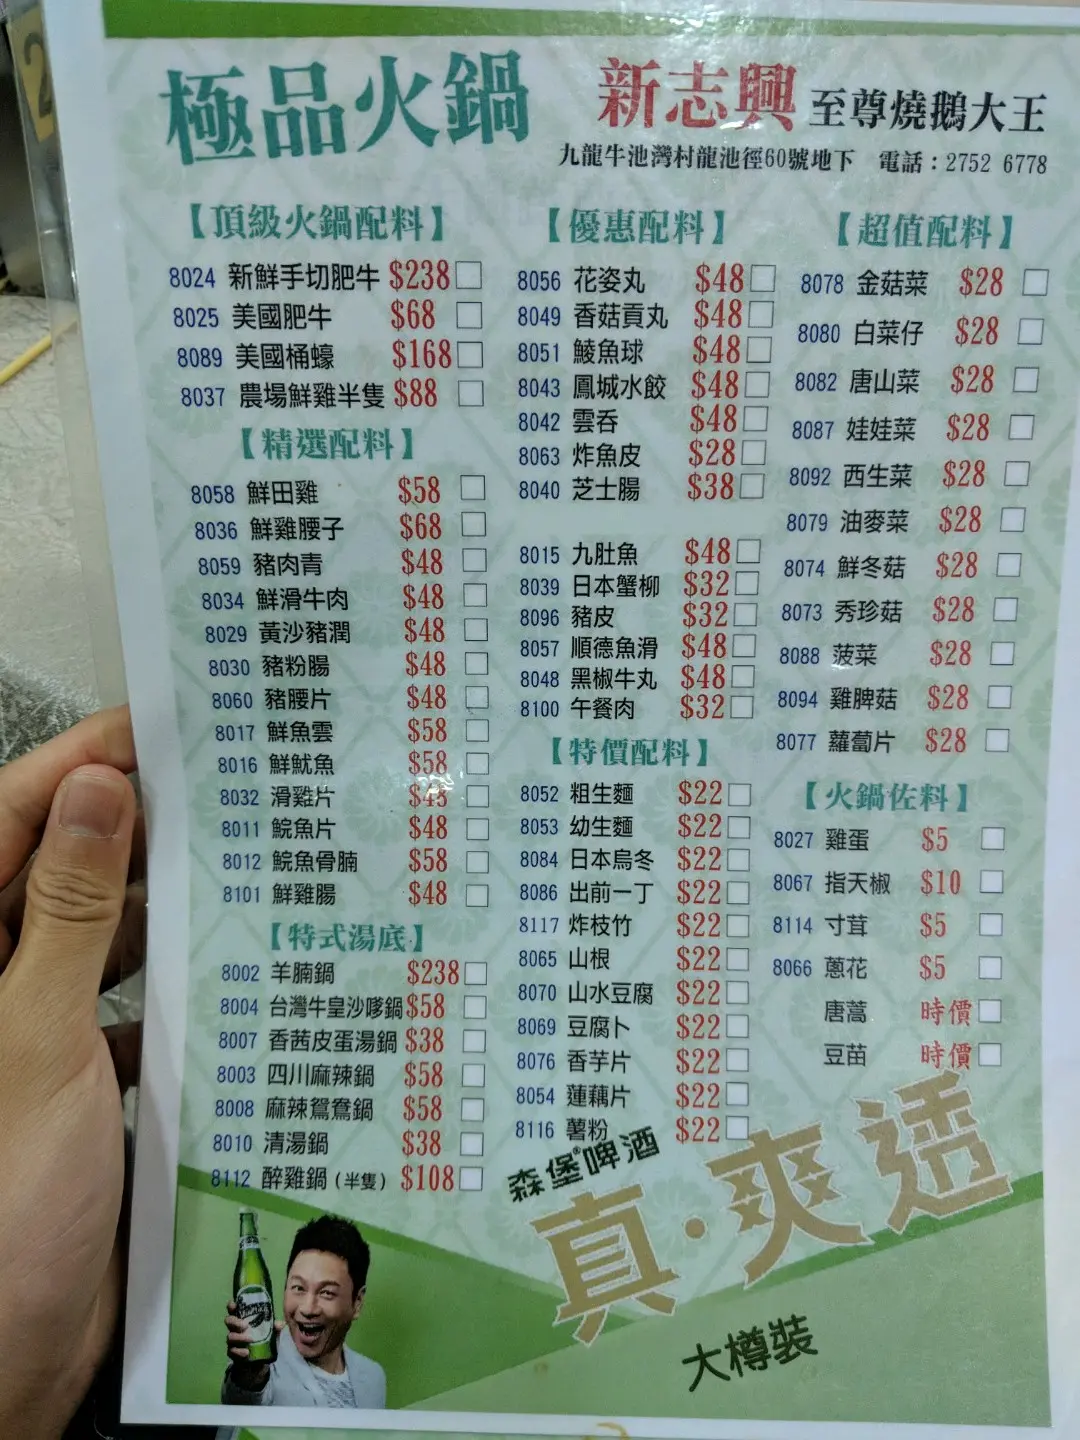 極品火鍋
新志興 至尊燒鵝大王
九龍牛池灣村龍池徑60號地下 電話：2752 6778
【頂級火鍋配料】
8024 新鮮手切肥牛 $238
8025 美國肥牛 $68
8089 美國桶蠔 $168
8037 農場鮮雞半隻 $88
【精選配料】
8058 鮮田雞 $58
8036 鮮雞腰子 $68
8059 豬肉青 $48
8034 鮮滑牛肉 $48
8029 黃沙豬潤 $48
8030 豬粉腸 $48
8060 豬腰片 $48
8017 鮮魚雲 $58
8016 鮮魷魚 $58
8032 滑雞片 $48
8011 鯇魚片 $48
8012 鯇魚骨腩 $58
8101 鮮雞腸 $48
【特式湯底】
8002 羊腩鍋 $238
8004 台灣牛皇沙嗲鍋 $58
8007 香茜皮蛋湯鍋 $38
8003 四川麻辣鍋 $58
8008 麻辣鴛鴦鍋 $58
8010 清湯鍋 $38
8112 醉雞鍋（半隻） $108
【優惠配料】
8056 花姿丸 $48
8049 香菇貢丸 $48
8051 鯪魚球 $48
8043 鳳城水餃 $48
8042 雲吞 $48
8063 炸魚皮 $28
8040 芝士腸 $38
8015 九肚魚 $48
8039 日本蟹柳 $32
8096 豬皮 $32
8057 順德魚滑 $48
8048 黑椒牛丸 $48
8100 午餐肉 $32
【特價配料】
8052 粗生麵 $22
8053 幼生麵 $22
8084 日本烏冬 $22
8086 出前一丁 $22
8117 炸枝竹 $22
8065 山根 $22
8070 山水豆腐 $22
8069 豆腐卜 $22
8076 香芋片 $22
8054 蓮藕片 $22
8116 薯粉 $22
【超值配料】
8078 金菇菜 $28
8080 白菜仔 $28
8082 唐山菜 $28
8087 娃娃菜 $28
8092 西生菜 $28
8079 油麥菜 $28
8074 鮮冬菇 $28
8073 秀珍菇 $28
8088 菠菜 $28
8094 雞脾菇 $28
8077 蘿蔔片 $28
【火鍋佐料】
8027 雞蛋 $5
8067 指天椒 $10
8114 寸茸 $5
8066 蔥花 $5
唐蒿 時價
豆苗 時價
森堡®啤酒
真·爽透
大樽裝